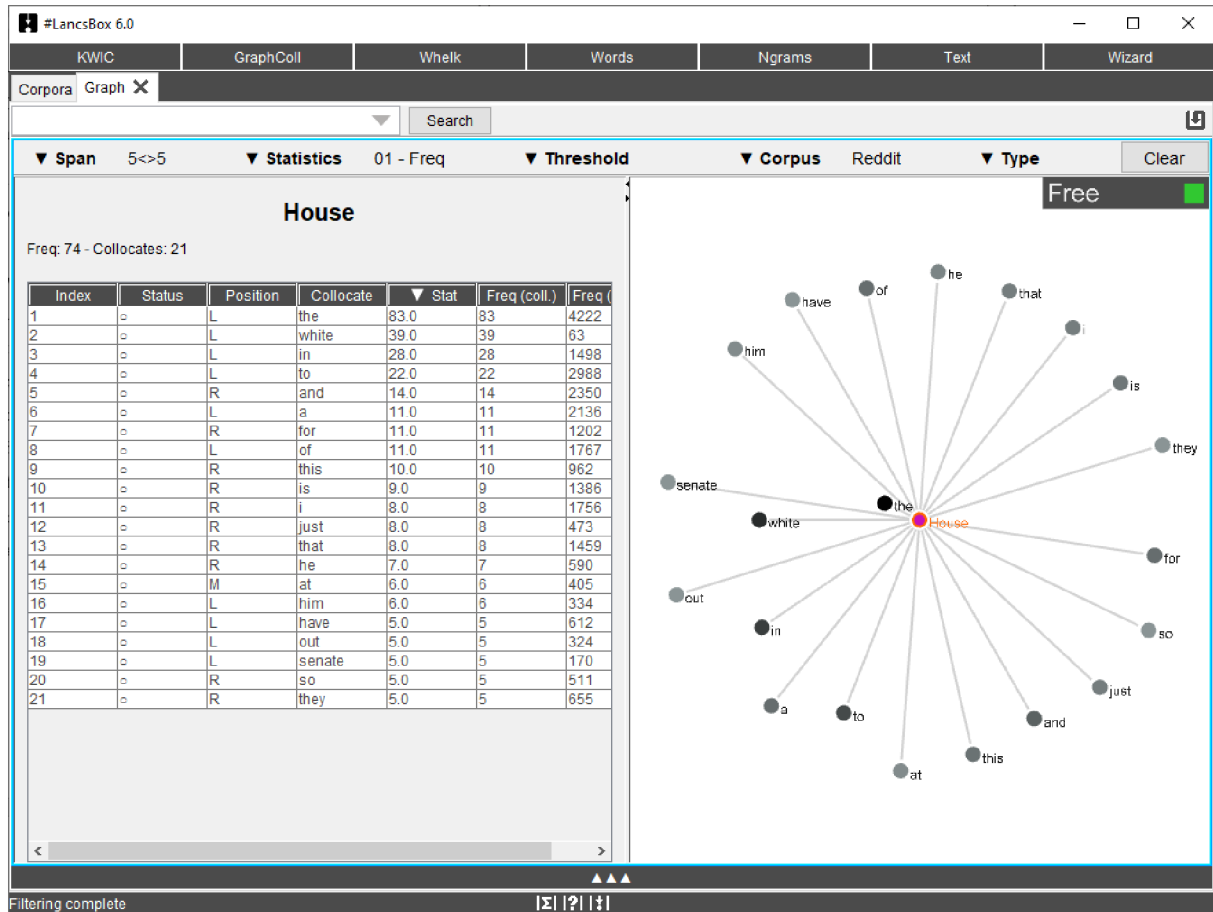 #LancsBox 6.0
KWIC GraphColl Whelk Words Ngrams Text Wizard
Corpora Graph
Search
▼ Span 5<>5 ▼ Statistics 01 - Freq ▼ Threshold ▼ Corpus Reddit ▼ Type Clear
House
Freq: 74 - Collocates: 21
Index Status Position Collocate ▼ Stat Freq (coll.) Freq (
1 ○ L the 83.0 83 4222
2 ○ L white 39.0 39 63
3 ○ L in 28.0 28 1498
4 ○ L to 22.0 22 2988
5 ○ R and 14.0 14 2350
6 ○ L a 11.0 11 2136
7 ○ R for 11.0 11 1202
8 ○ L of 11.0 11 1767
9 ○ R this 10.0 10 962
10 ○ R is 9.0 9 1386
11 ○ R i 8.0 8 1756
12 ○ R just 8.0 8 473
13 ○ R that 8.0 8 1459
14 ○ R he 7.0 7 590
15 ○ M at 6.0 6 405
16 ○ L him 6.0 6 334
17 ○ L have 5.0 5 612
18 ○ L out 5.0 5 324
19 ○ L senate 5.0 5 170
20 ○ R so 5.0 5 511
21 ○ R they 5.0 5 655
Free
he
of
that
have
i
him
is
they
senate
the
white
House
for
out
in
so
just
a
to
and
this
at
▲▲▲
Filtering complete |Σ| |?| |‡|